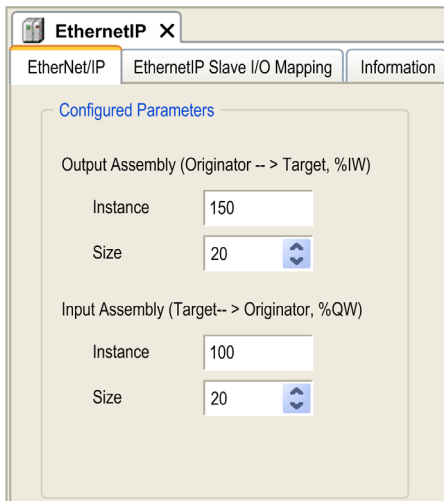 EthernetIP X
EtherNet/IP
EthernetIP Slave I/O Mapping
Information
Configured Parameters
Output Assembly (Originator -- > Target, %IW)
Instance 150
Size 20
Input Assembly (Target-- > Originator, %QW)
Instance 100
Size 20